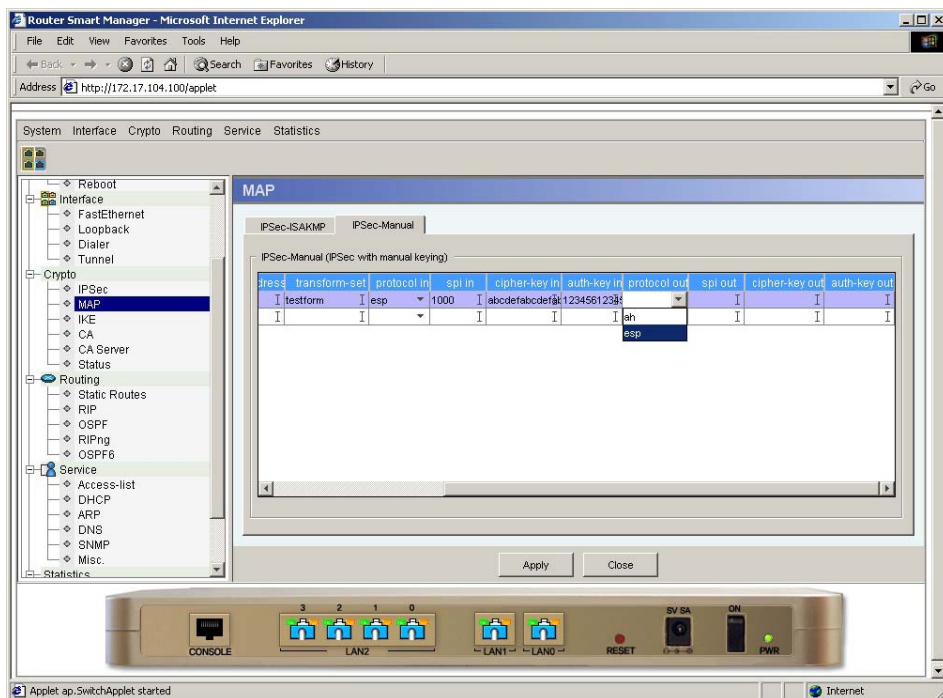 Router Smart Manager - Microsoft Internet Explorer
File Edit View Favorites Tools Help
Back Search Favorites History
Address http://172.17.104.100/applet Go
System Interface Crypto Routing Service Statistics
Reboot
Interface
FastEthernet
Loopback
Dialer
Tunnel
Crypto
IPSec
MAP
IKE
CA
CA Server
Status
Routing
Static Routes
RIP
OSPF
RIPng
OSPF6
Service
Access-list
DHCP
ARP
DNS
SNMP
Misc.
Statistics
MAP
IPSec-ISAKMP IPSec-Manual
IPSec-Manual (IPSec with manual keying)
dress transform-set protocol in spi in cipher-key in auth-key in protocol out spi out cipher-key out auth-key out
testform esp 1000
ah
esp
Apply Close
3 2 1 0
CONSOLE LAN2 LAN1 LAN0 RESET ON PWR
Applet ap.SwitchApplet started Internet